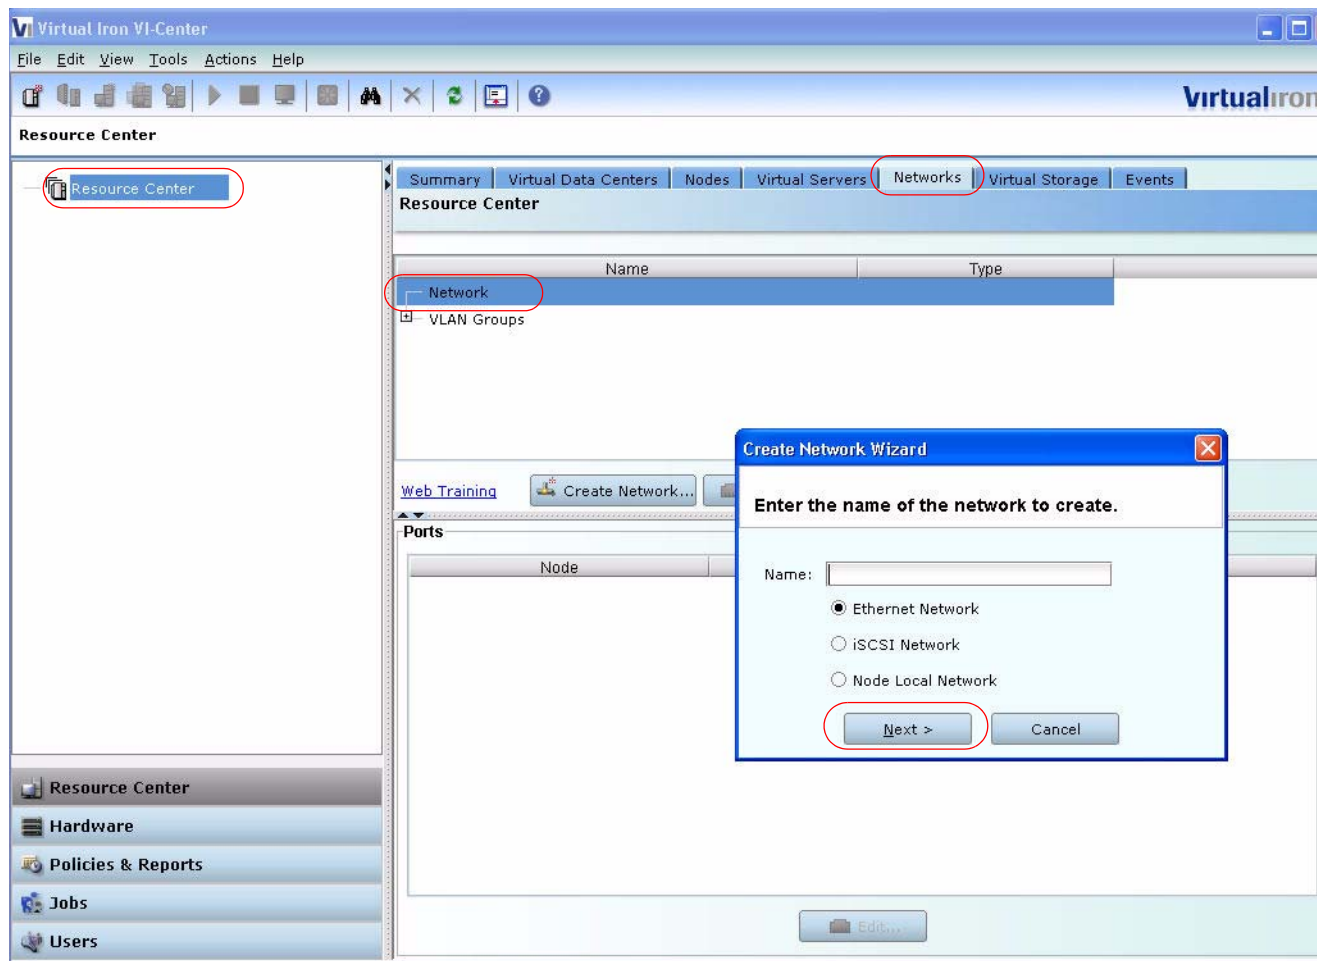 Virtual Iron VI-Center
File Edit View Tools Actions Help
Virtualiron
Resource Center
Resource Center
Summary Virtual Data Centers Nodes Virtual Servers Networks Virtual Storage Events
Resource Center
Name Type
Network
VLAN Groups
Web Training Create Network...
Create Network Wizard
Enter the name of the network to create.
Name:
Ethernet Network
iSCSI Network
Node Local Network
Next > Cancel
Ports
Node
Edit...
Resource Center
Hardware
Policies & Reports
Jobs
Users